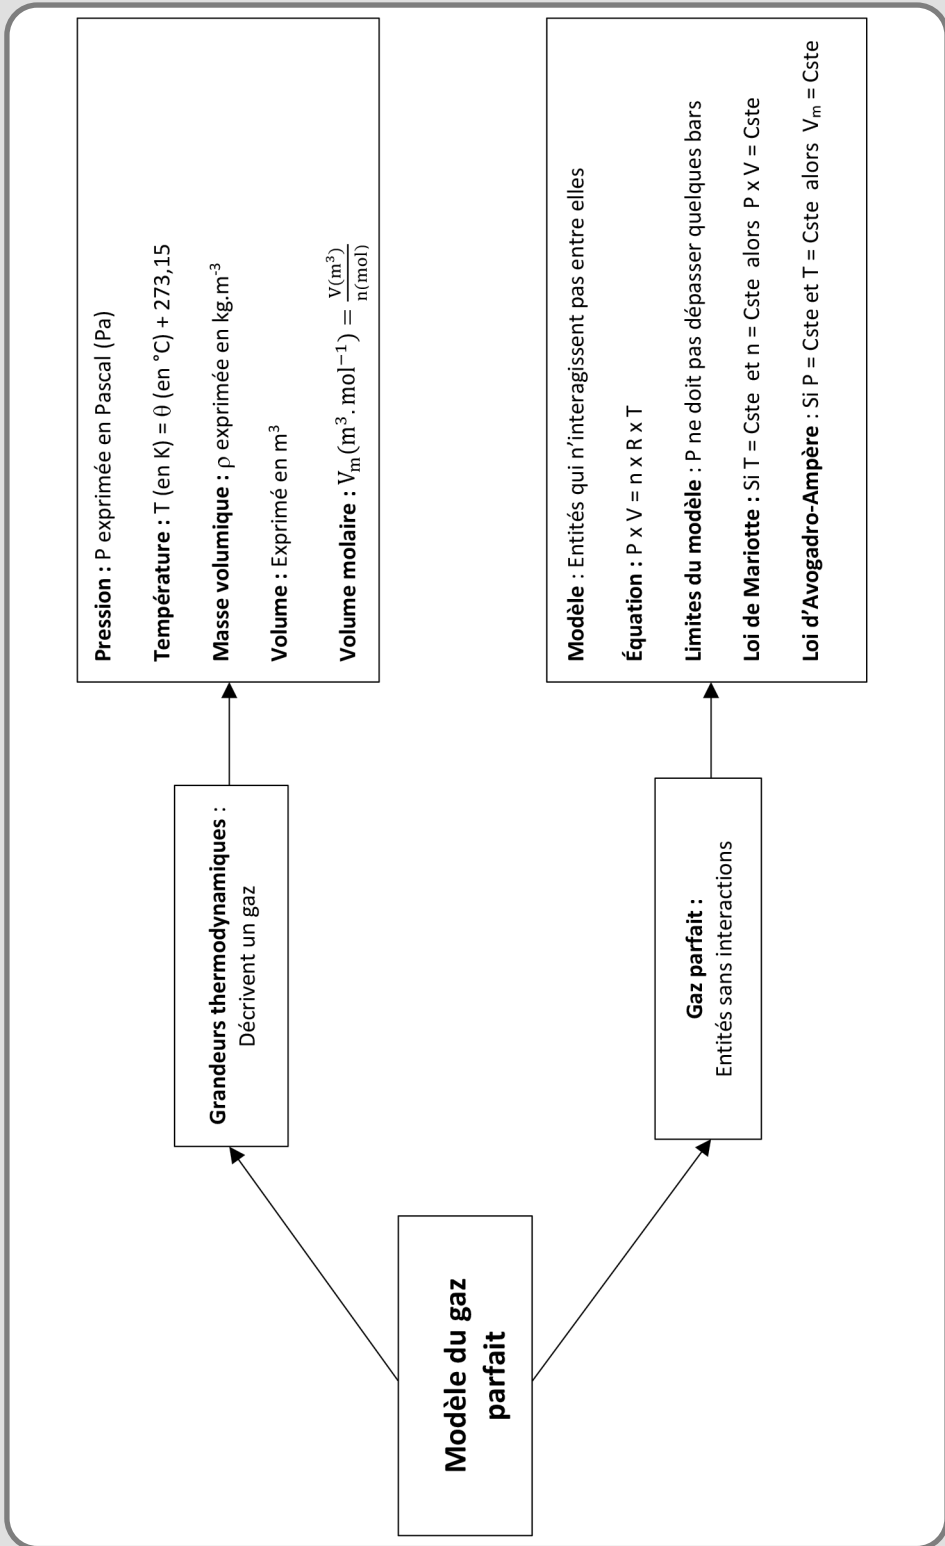 Modèle du gaz
parfait
Grandeurs thermodynamiques :
Décrivent un gaz
Pression : P exprimée en Pascal (Pa)
Température : T (en K) = θ (en °C) + 273,15
Masse volumique : ρ exprimée en kg.m⁻³
Volume : Exprimé en m³
Volume molaire : Vₘ(m³. mol⁻¹) = V(m³)/n(mol)
Gaz parfait :
Entités sans interactions
Modèle : Entités qui n’interagissent pas entre elles
Équation : P x V = n x R x T
Limites du modèle : P ne doit pas dépasser quelques bars
Loi de Mariotte : Si T = Cste et n = Cste alors P x V = Cste
Loi d’Avogadro-Ampère : Si P = Cste et T = Cste alors Vₘ = Cste